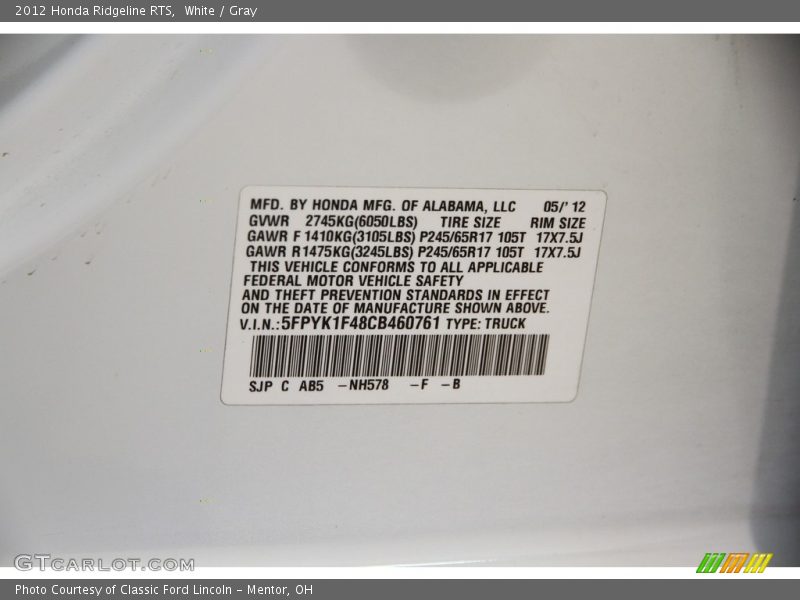 2012 Honda Ridgeline RTS,  White / Gray
MFD. BY HONDA MFG. OF ALABAMA, LLC 05/' 12
GVWR 2745KG(6050LBS) TIRE SIZE RIM SIZE
GAWR F 1410KG(3105LBS) P245/65R17 105T 17X7.5J
GAWR R1475KG(3245LBS) P245/65R17 105T 17X7.5J
THIS VEHICLE CONFORMS TO ALL APPLICABLE
FEDERAL MOTOR VEHICLE SAFETY
AND THEFT PREVENTION STANDARDS IN EFFECT
ON THE DATE OF MANUFACTURE SHOWN ABOVE.
V.I.N.:5FPYK1F48CB460761 TYPE: TRUCK
SJP C AB5 –NH578 –F –B
GTCARLOT.COM
Photo Courtesy of Classic Ford Lincoln - Mentor, OH